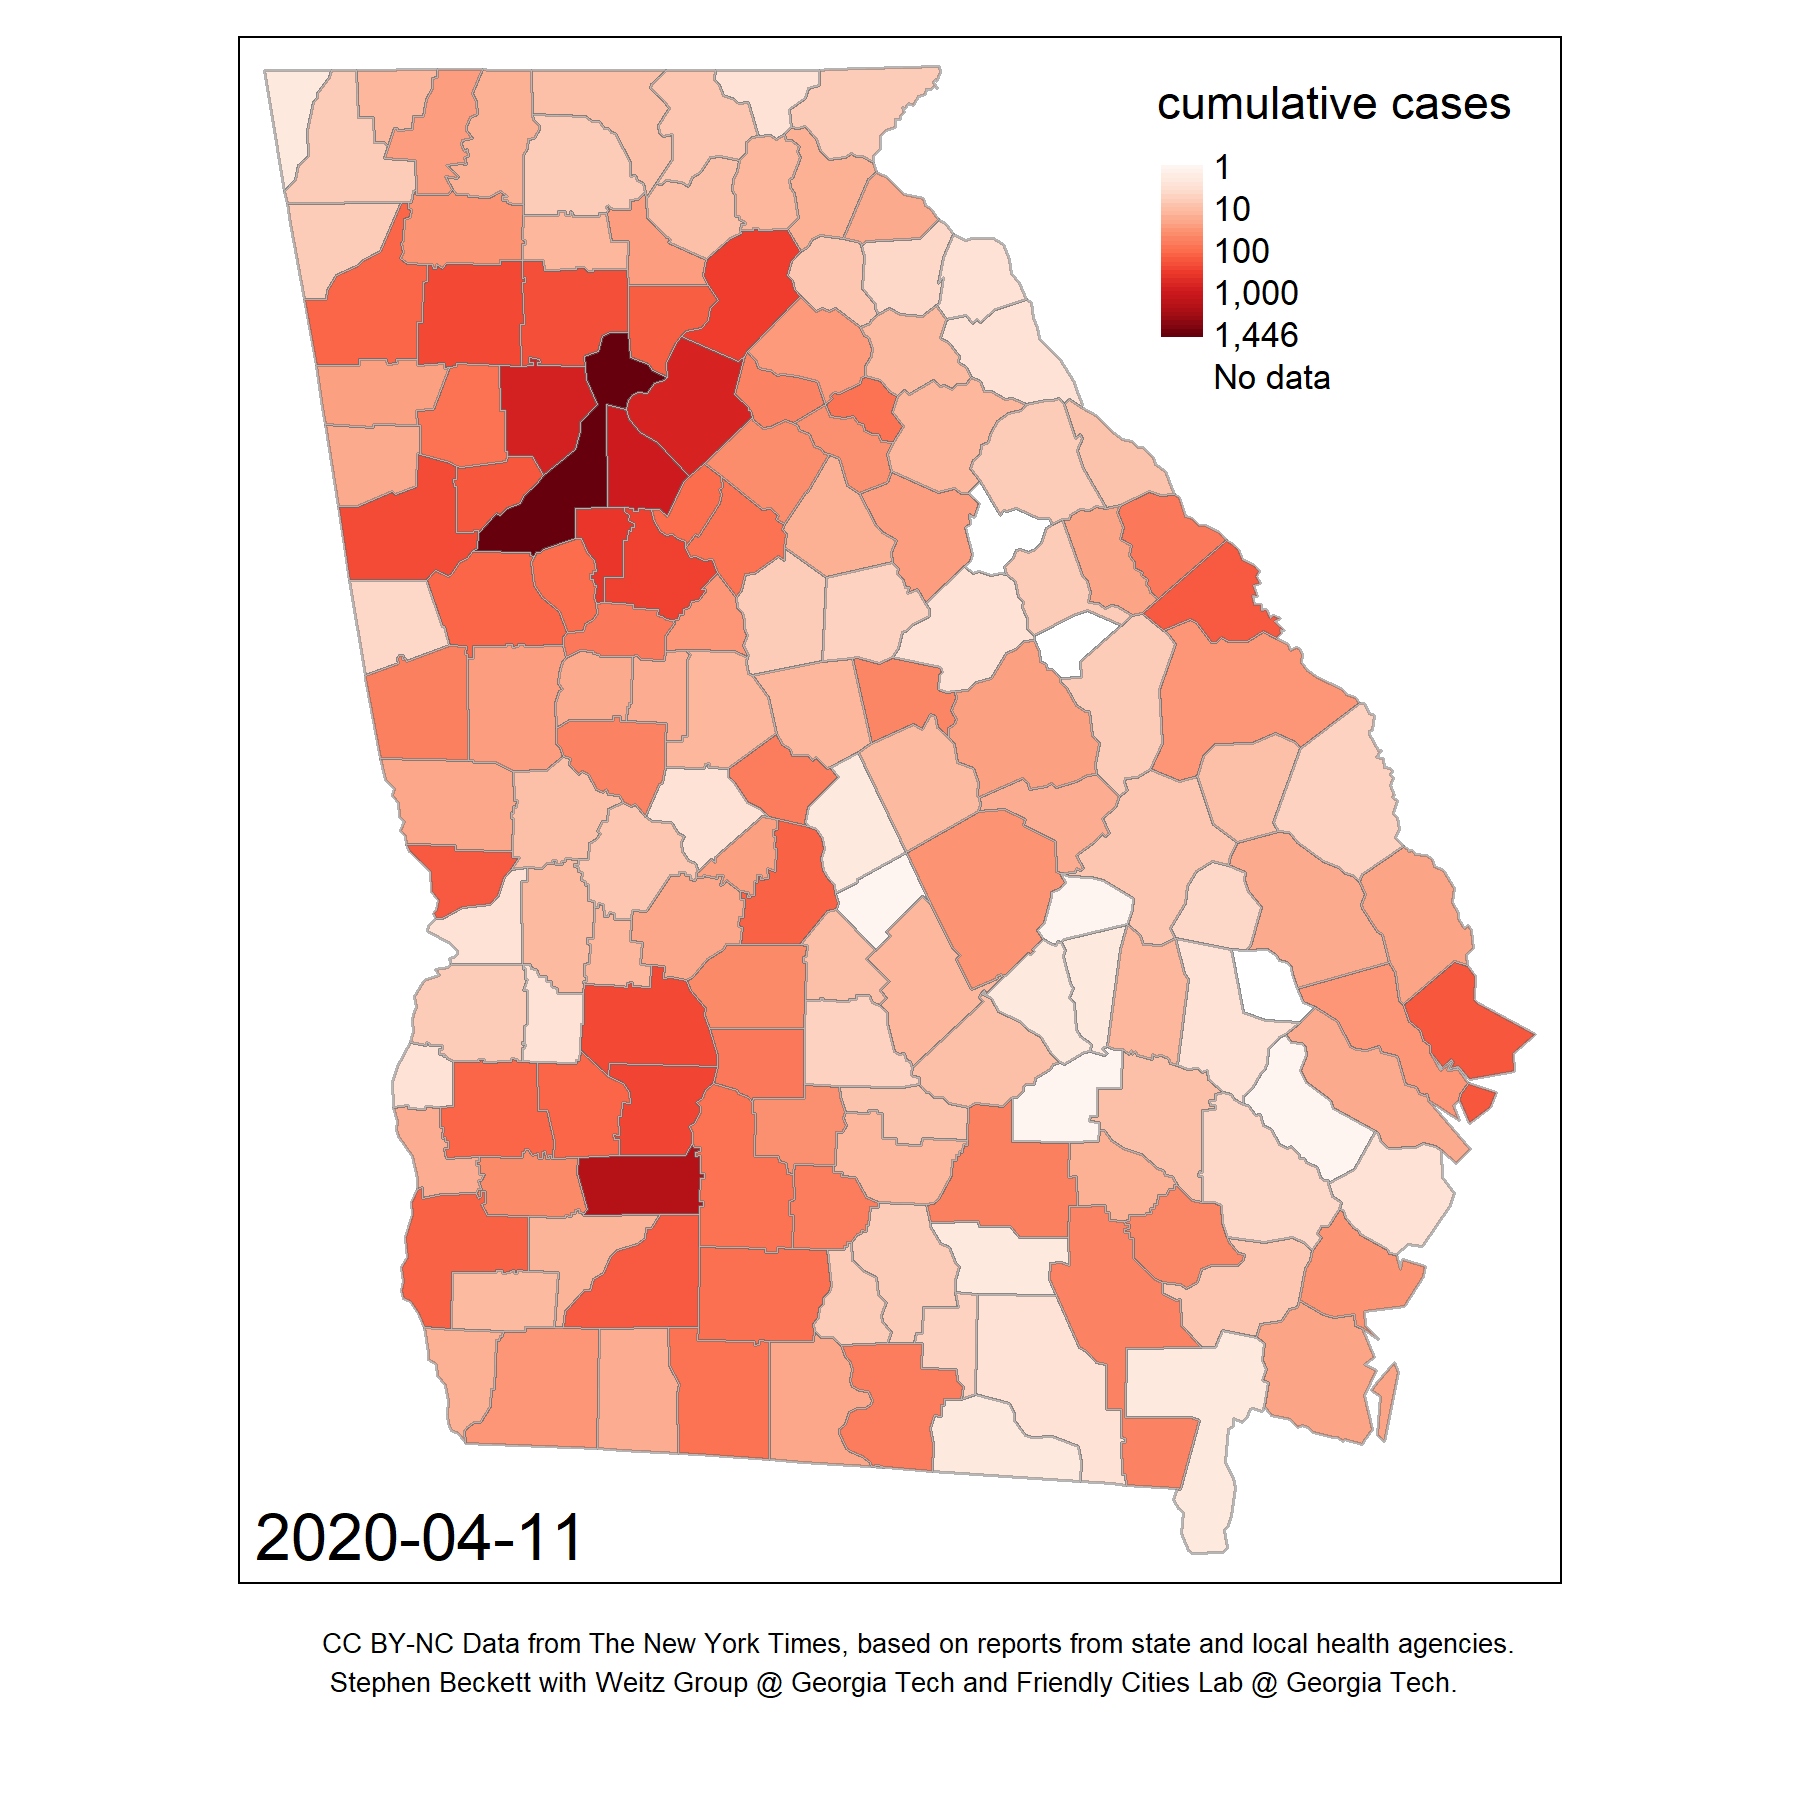 cumulative cases
1
10
100
1,000
1,446
No data
2020-04-11
CC BY-NC Data from The New York Times, based on reports from state and local health agencies.
Stephen Beckett with Weitz Group @ Georgia Tech and Friendly Cities Lab @ Georgia Tech.